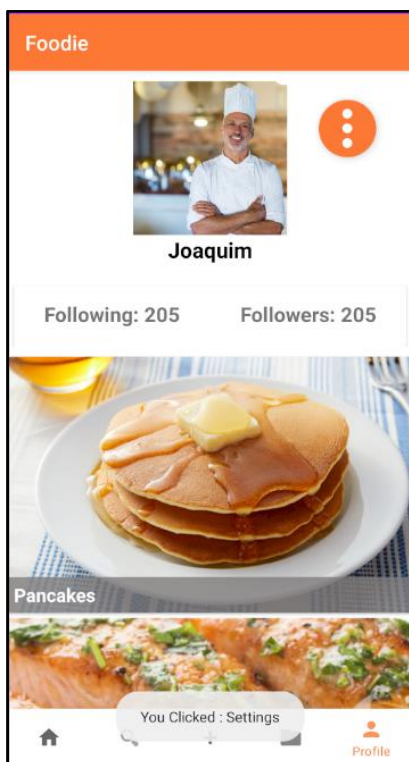 Foodie
Joaquim
Following: 205 Followers: 205
Pancakes
You Clicked : Settings
Profile